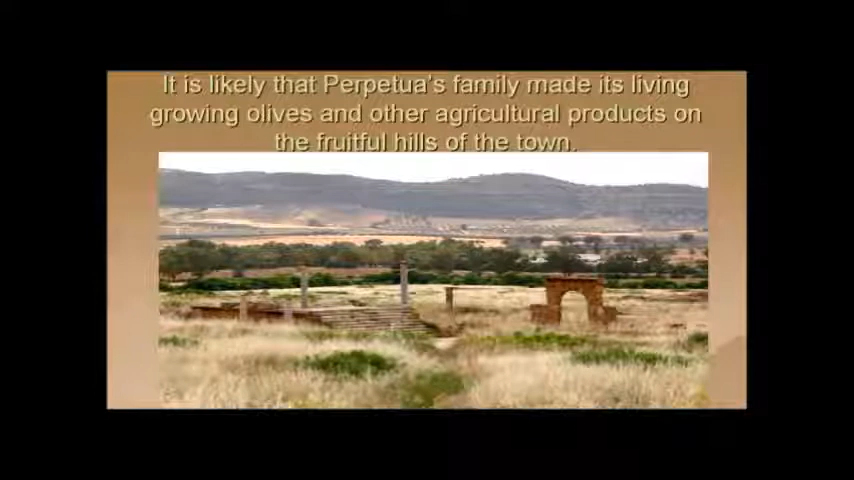 It is likely that Perpetua's family made its living
growing olives and other agricultural products on
the fruitful hills of the town.